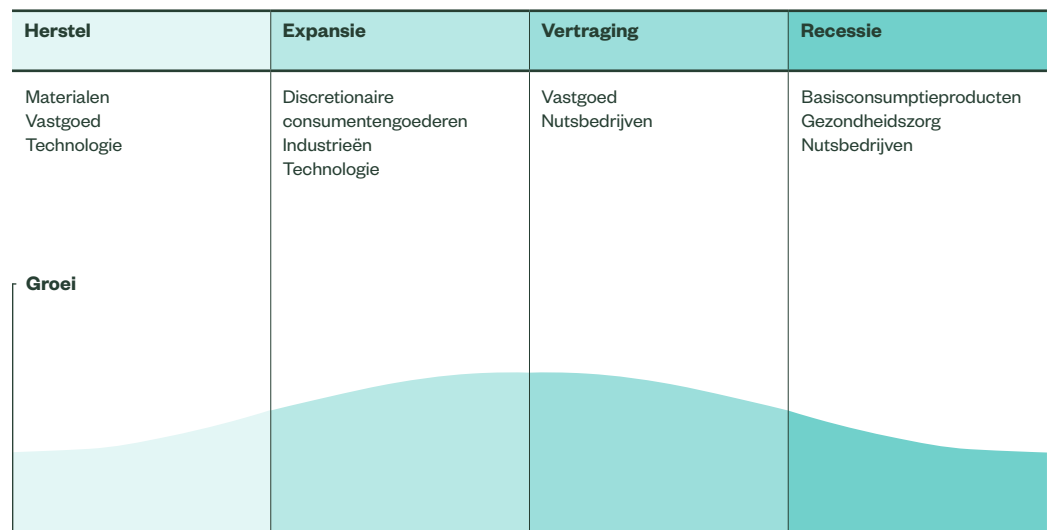 Herstel
Expansie
Vertraging
Recessie
Materialen
Vastgoed
Technologie
Discretionaire
consumentengoederen
Industrieën
Technologie
Vastgoed
Nutsbedrijven
Basisconsumptieproducten
Gezondheidszorg
Nutsbedrijven
Groei